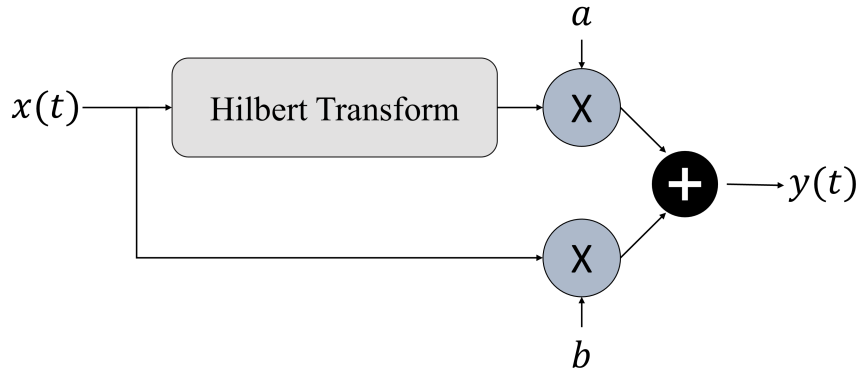 a
x(t)
Hilbert Transform
X
+
y(t)
X
b